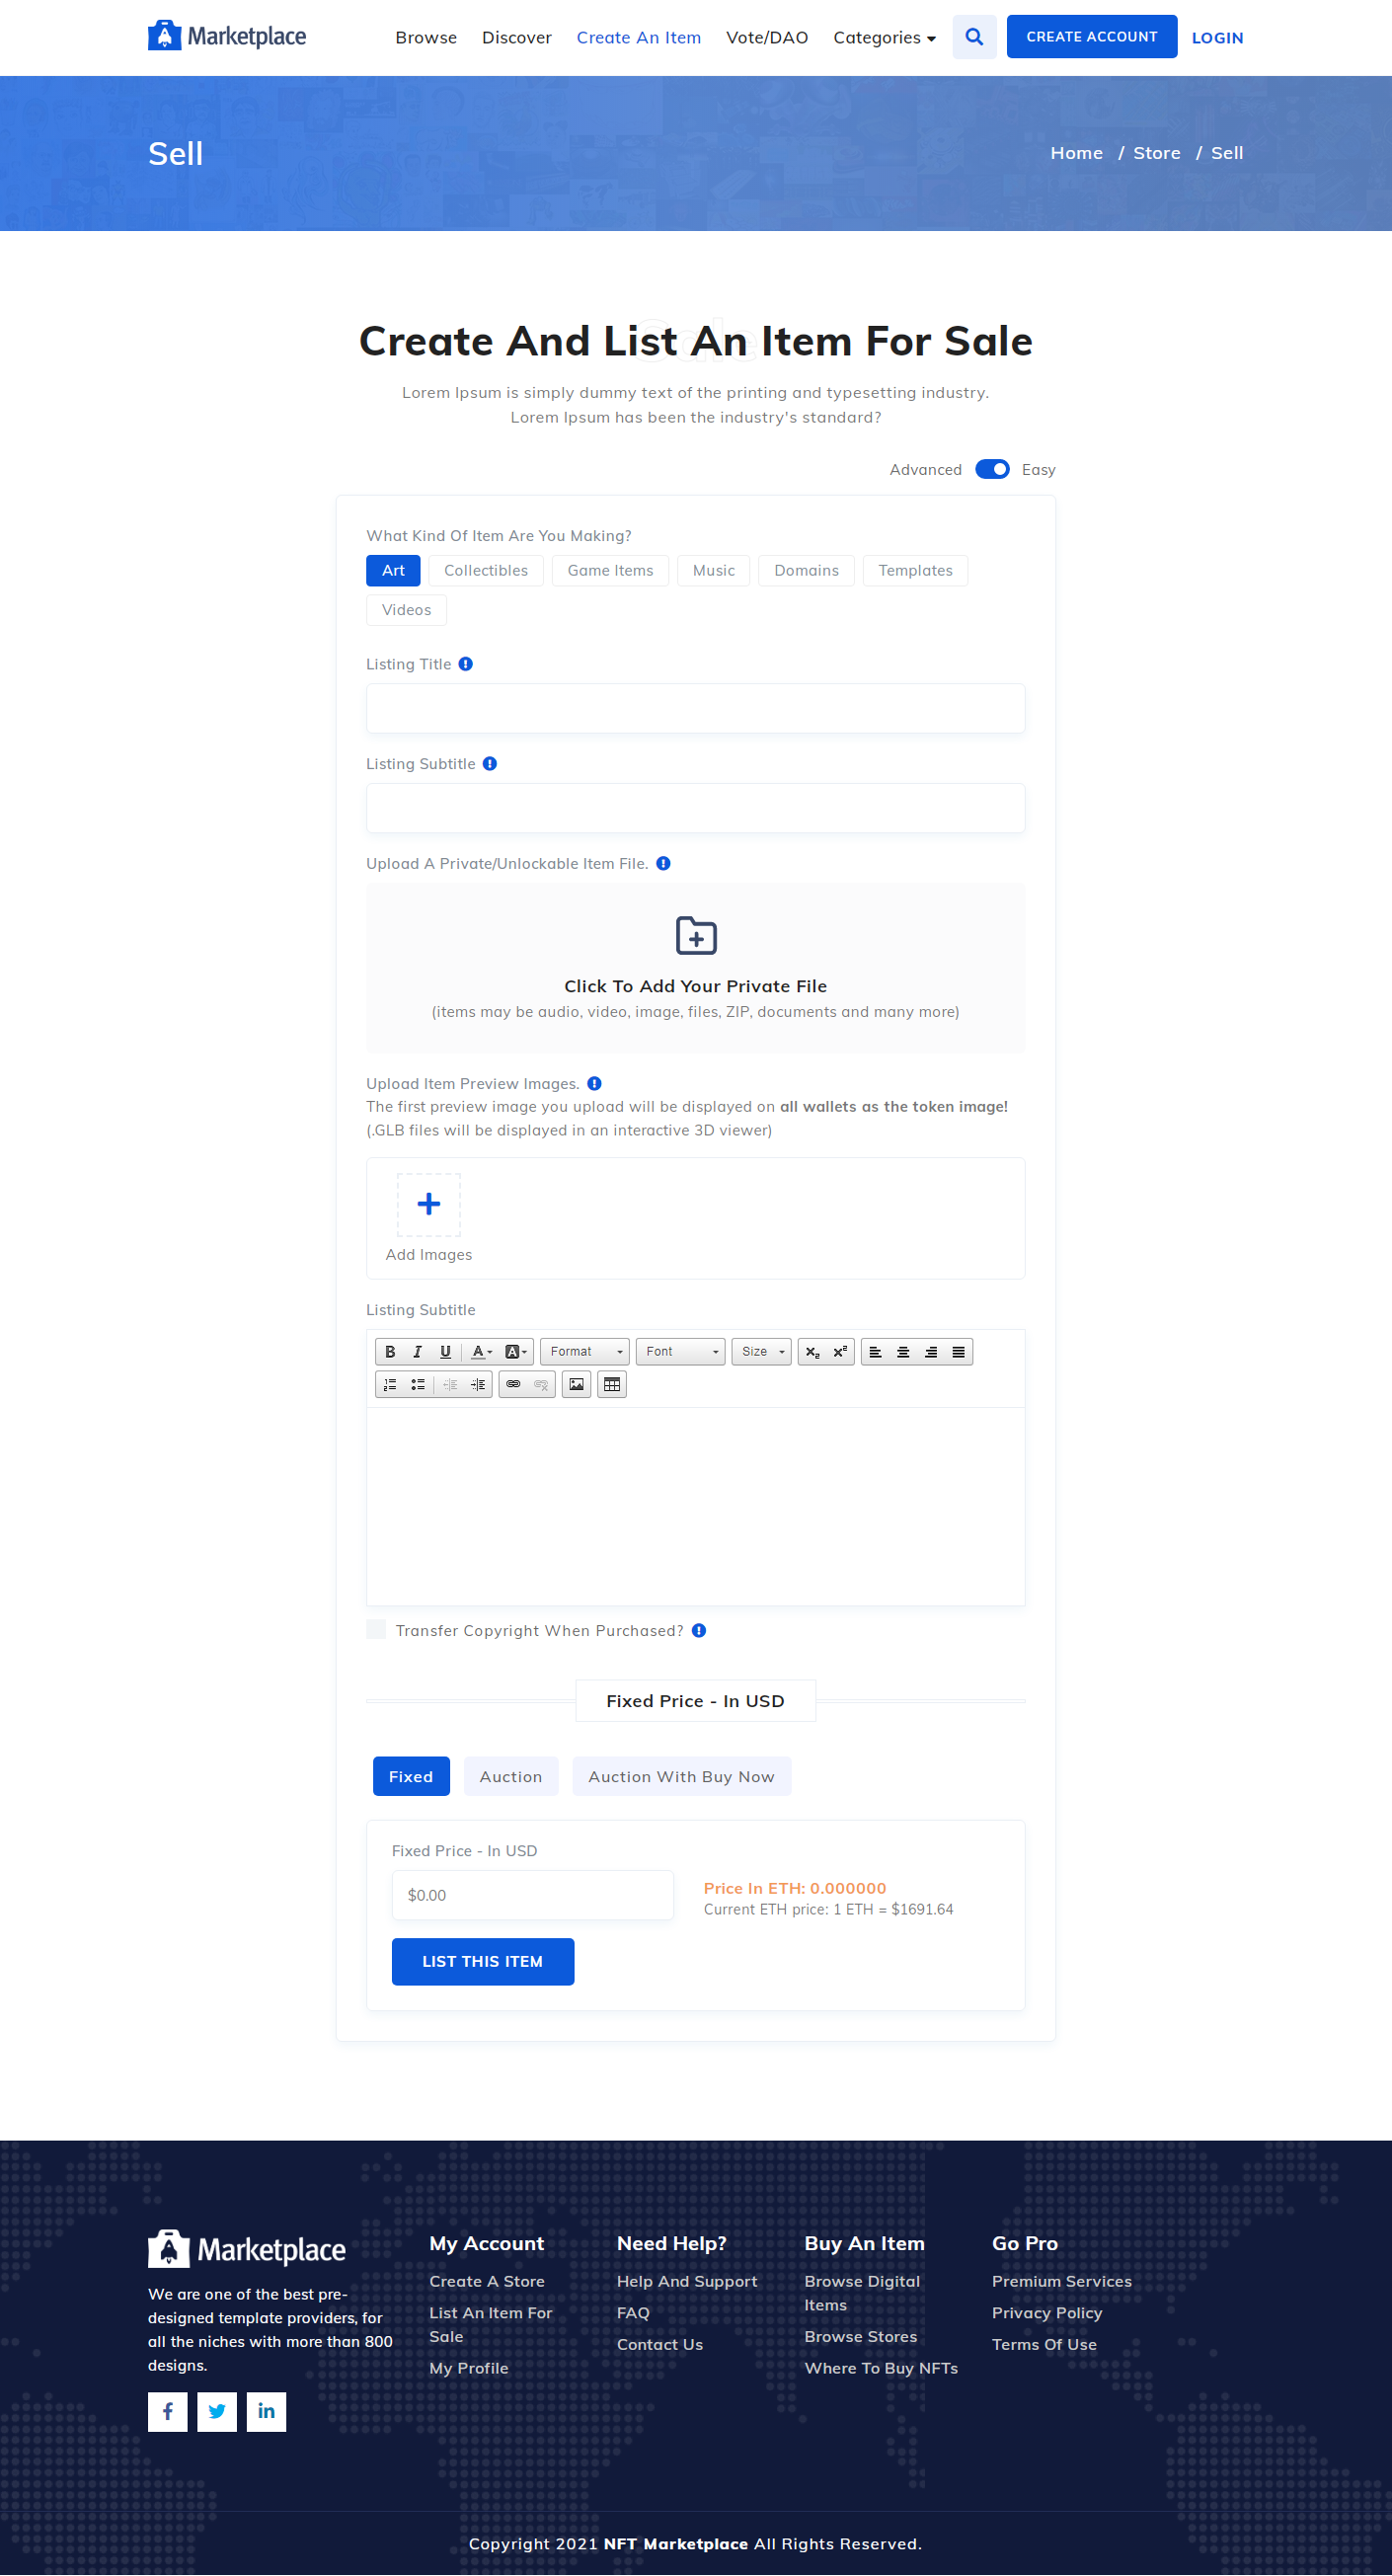 Marketplace
Browse Discover Create An Item Vote/DAO Categories CREATE ACCOUNT LOGIN
Sell
Home / Store / Sell
Sale
Create And List An Item For Sale
Lorem Ipsum is simply dummy text of the printing and typesetting industry.
Lorem Ipsum has been the industry's standard?
Advanced Easy
What Kind Of Item Are You Making?
Art Collectibles Game Items Music Domains Templates
Videos
Listing Title
Listing Subtitle
Upload A Private/Unlockable Item File.
Click To Add Your Private File
(items may be audio, video, image, files, ZIP, documents and many more)
Upload Item Preview Images.
The first preview image you upload will be displayed on all wallets as the token image!
(.GLB files will be displayed in an interactive 3D viewer)
Add Images
Listing Subtitle
B I U A A Format Font Size x₂ x²
Transfer Copyright When Purchased?
Fixed Price - In USD
Fixed Auction Auction With Buy Now
Fixed Price - In USD
$0.00
Price In ETH: 0.000000
Current ETH price: 1 ETH = $1691.64
LIST THIS ITEM
Marketplace
We are one of the best pre-
designed template providers, for
all the niches with more than 800
designs.
My Account
Create A Store
List An Item For
Sale
My Profile
Need Help?
Help And Support
FAQ
Contact Us
Buy An Item
Browse Digital
Items
Browse Stores
Where To Buy NFTs
Go Pro
Premium Services
Privacy Policy
Terms Of Use
Copyright 2021 NFT Marketplace All Rights Reserved.